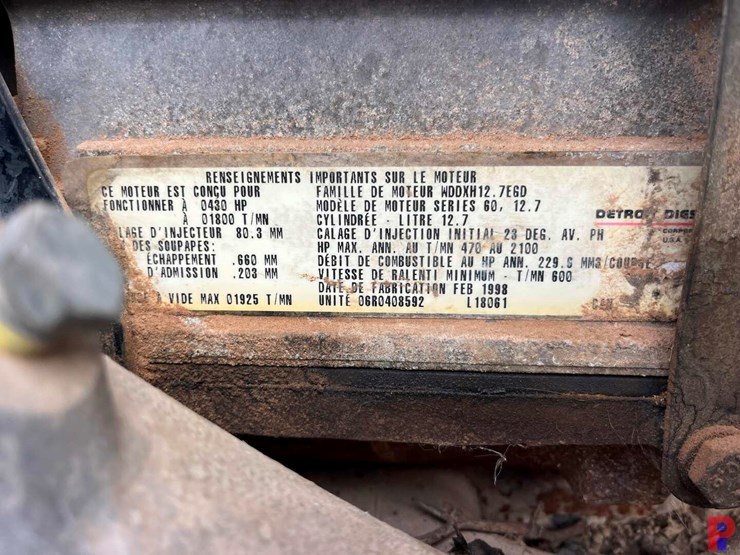 RENSEIGNEMENTS IMPORTANTS SUR LE MOTEUR
CE MOTEUR EST CONÇU POUR
FONCTIONNER À 0430 HP
À 01800 T/MN
LAGE D'INJECTEUR 80.3 MM
DES SOUPAPES:
ÉCHAPPEMENT .660 MM
D'ADMISSION .203 MM
À VIDE MAX 01925 T/MN
FAMILLE DE MOTEUR WDDXH12.7EGD
MODÈLE DE MOTEUR SERIES 60, 12.7
CYLINDRÉE - LITRE 12.7
CALAGE D'INJECTION INITIAL 23 DEG. AV. PH
HP MAX. ANN. AU T/MN 470 AU 2100
DÉBIT DE COMBUSTIBLE AU HP ANN. 229.6 MM3/COURSE
VITESSE DE RALENTI MINIMUM - T/MN 600
DATE DE FABRICATION FEB 1998
UNITÉ 06R0408592 L18061
DETROIT DIES
CORPOR
U.S.A
CAN